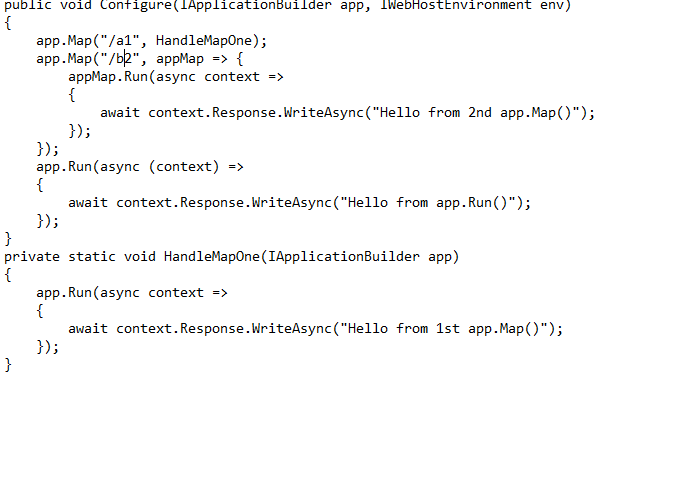 public void Configure(IApplicationBuilder app, IWebHostEnvironment env)
{
    app.Map("/a1", HandleMapOne);
    app.Map("/b2", appMap => {
        appMap.Run(async context =>
        {
            await context.Response.WriteAsync("Hello from 2nd app.Map()");
        });
    });
    app.Run(async (context) =>
    {
        await context.Response.WriteAsync("Hello from app.Run()");
    });
}
private static void HandleMapOne(IApplicationBuilder app)
{
    app.Run(async context =>
    {
        await context.Response.WriteAsync("Hello from 1st app.Map()");
    });
}